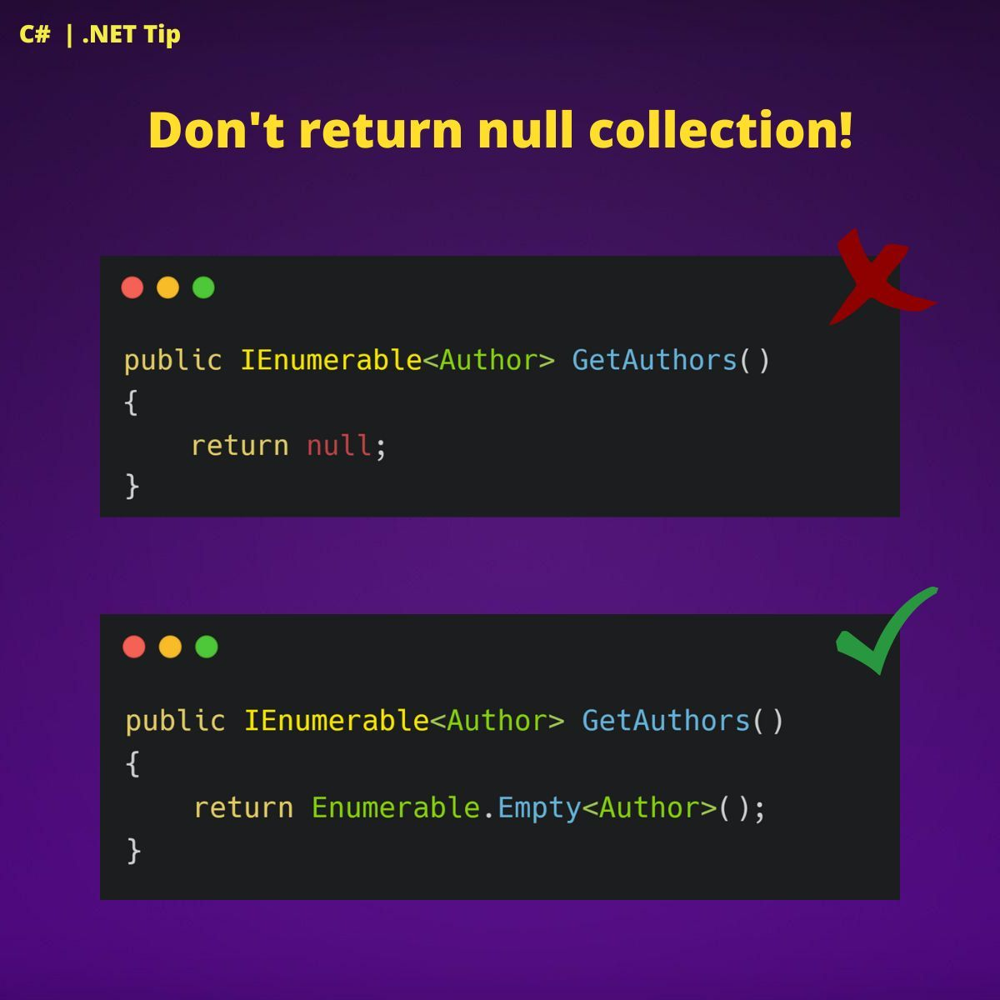 C# | .NET Tip
Don't return null collection!
public IEnumerable<Author> GetAuthors()
{
    return null;
}
public IEnumerable<Author> GetAuthors()
{
    return Enumerable.Empty<Author>();
}